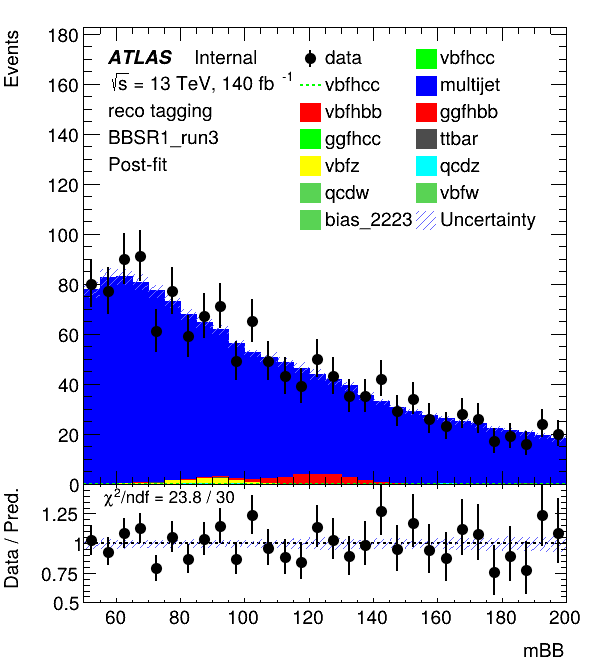 Events
180
160
140
120
100
80
60
40
20
0
ATLAS Internal
√s = 13 TeV, 140 fb -1
reco tagging
BBSR1_run3
Post-fit
data
vbfhcc
vbfhcc
multijet
vbfhbb
ggfhbb
ggfhcc
ttbar
vbfz
qcdz
qcdw
vbfw
bias_2223
Uncertainty
χ²/ndf = 23.8 / 30
Data / Pred.
1.25
1
0.75
0.5
60 80 100 120 140 160 180 200
mBB